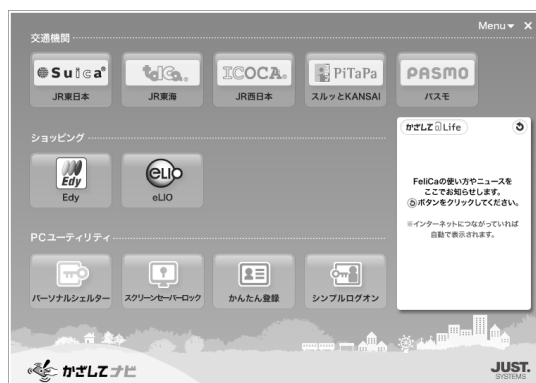 Menu▼ ×
交通機関
Suica
TOICA
ICOCA
PiTaPa
PASMO
JR東日本
JR東海
JR西日本
スルッとKANSAI
パスモ
ショッピング
Edy
eLIO
Edy
eLIO
かざしてLife
FeliCaの使い方やニュースを
ここでお知らせします。
ボタンをクリックしてください。
※インターネットにつながっていれば
自動で表示されます。
PCユーティリティ
パーソナルシェルター
スクリーンセーバーロック
かんたん登録
シンプルログオン
かざしてナビ
JUST.
SYSTEMS